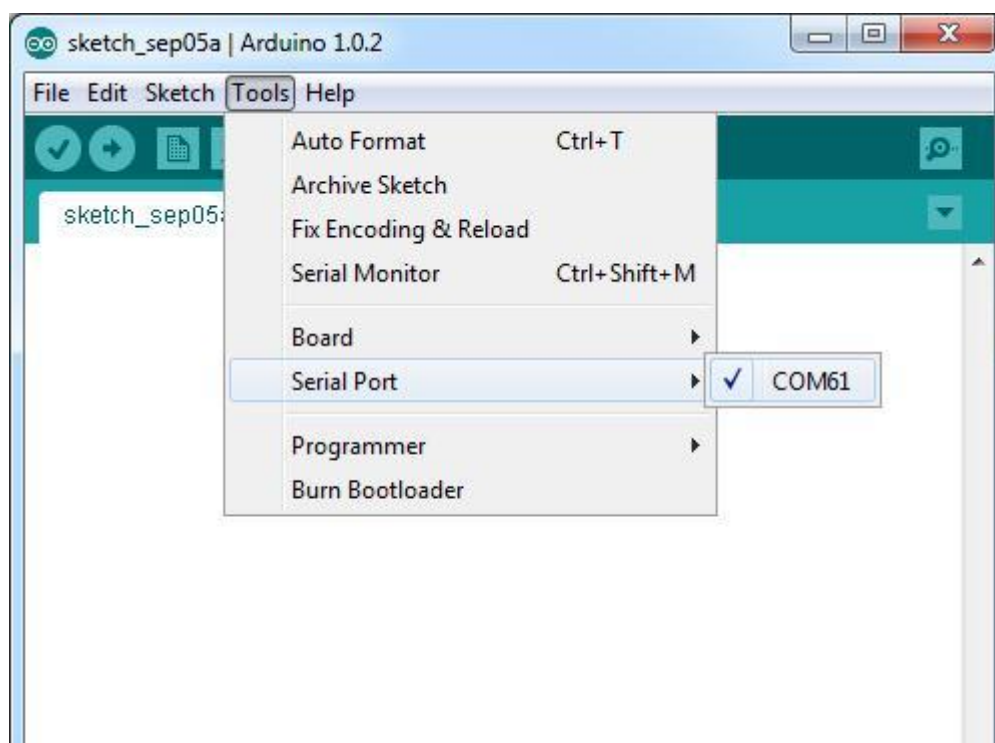 sketch_sep05a | Arduino 1.0.2
File Edit Sketch Tools Help
Auto Format Ctrl+T
Archive Sketch
sketch_sep05a
Fix Encoding & Reload
Serial Monitor Ctrl+Shift+M
Board
Serial Port COM61
Programmer
Burn Bootloader